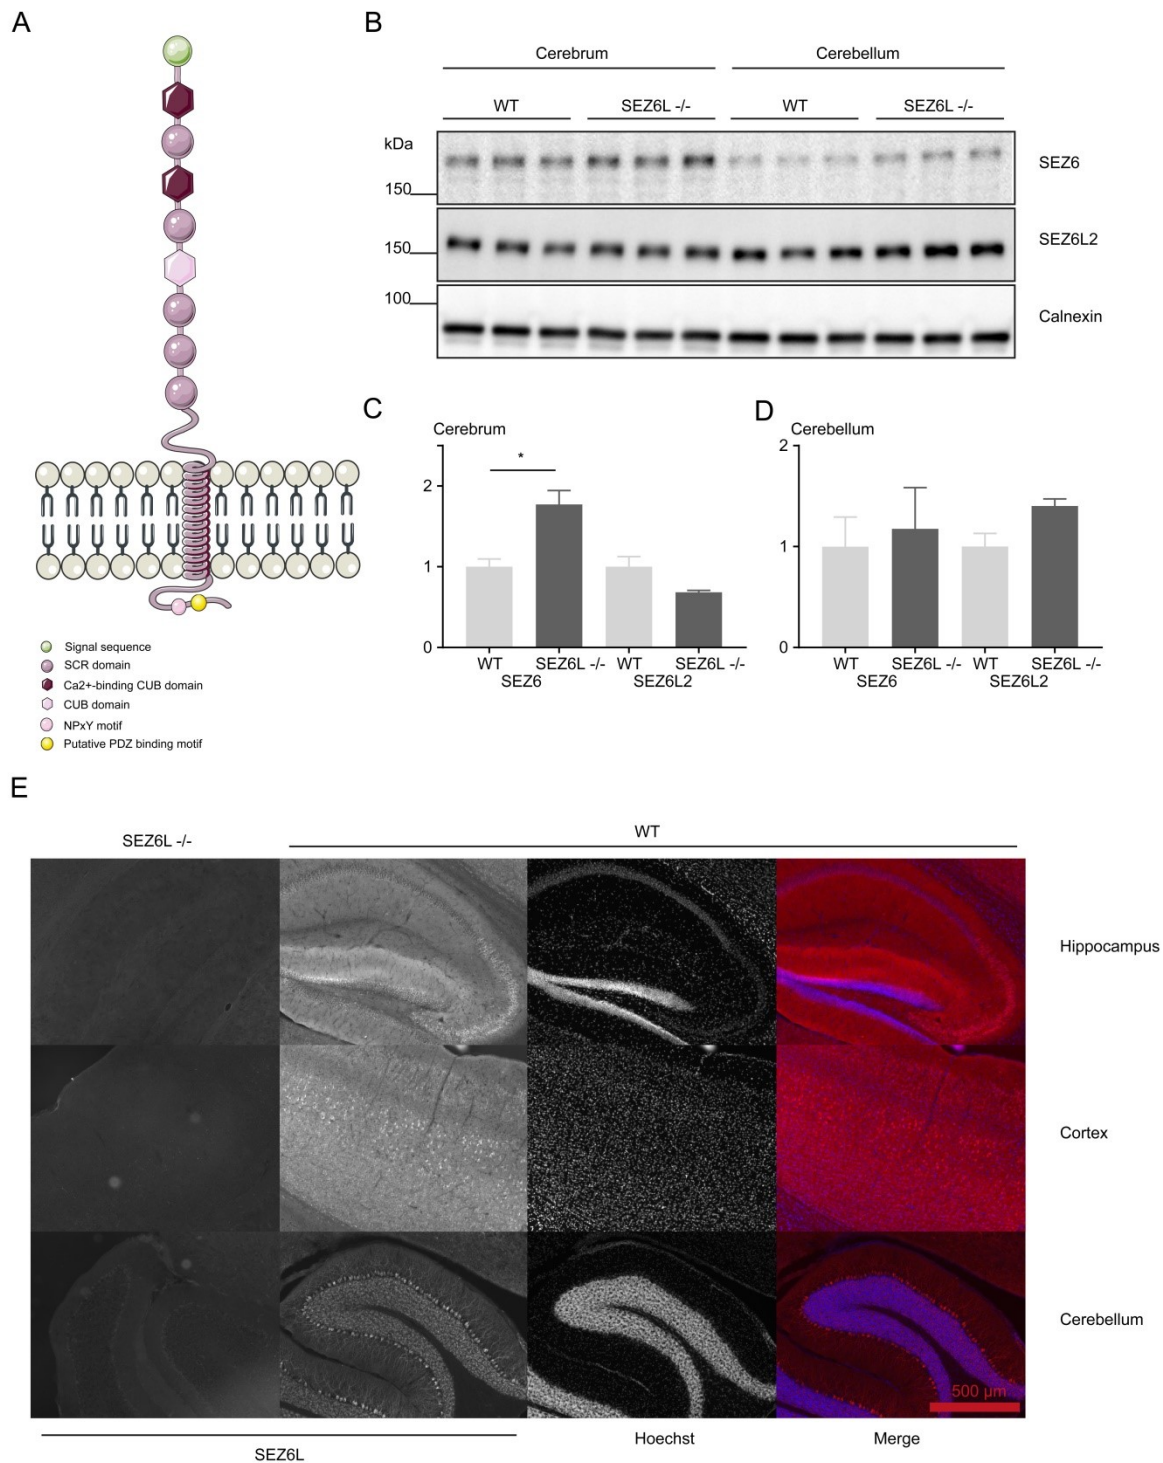 A
Signal sequence
SCR domain
Ca2+-binding CUB domain
CUB domain
NPxY motif
Putative PDZ binding motif
B
Cerebrum Cerebellum
WT SEZ6L -/- WT SEZ6L -/-
kDa
150
SEZ6
150
SEZ6L2
100
Calnexin
C
Cerebrum
*
2
1
0
WT SEZ6L -/- WT SEZ6L -/-
SEZ6 SEZ6L2
D
Cerebellum
2
1
0
WT SEZ6L -/- WT SEZ6L -/-
SEZ6 SEZ6L2
E
SEZ6L -/- WT
Hippocampus
Cortex
Cerebellum
500 µm
SEZ6L Hoechst Merge